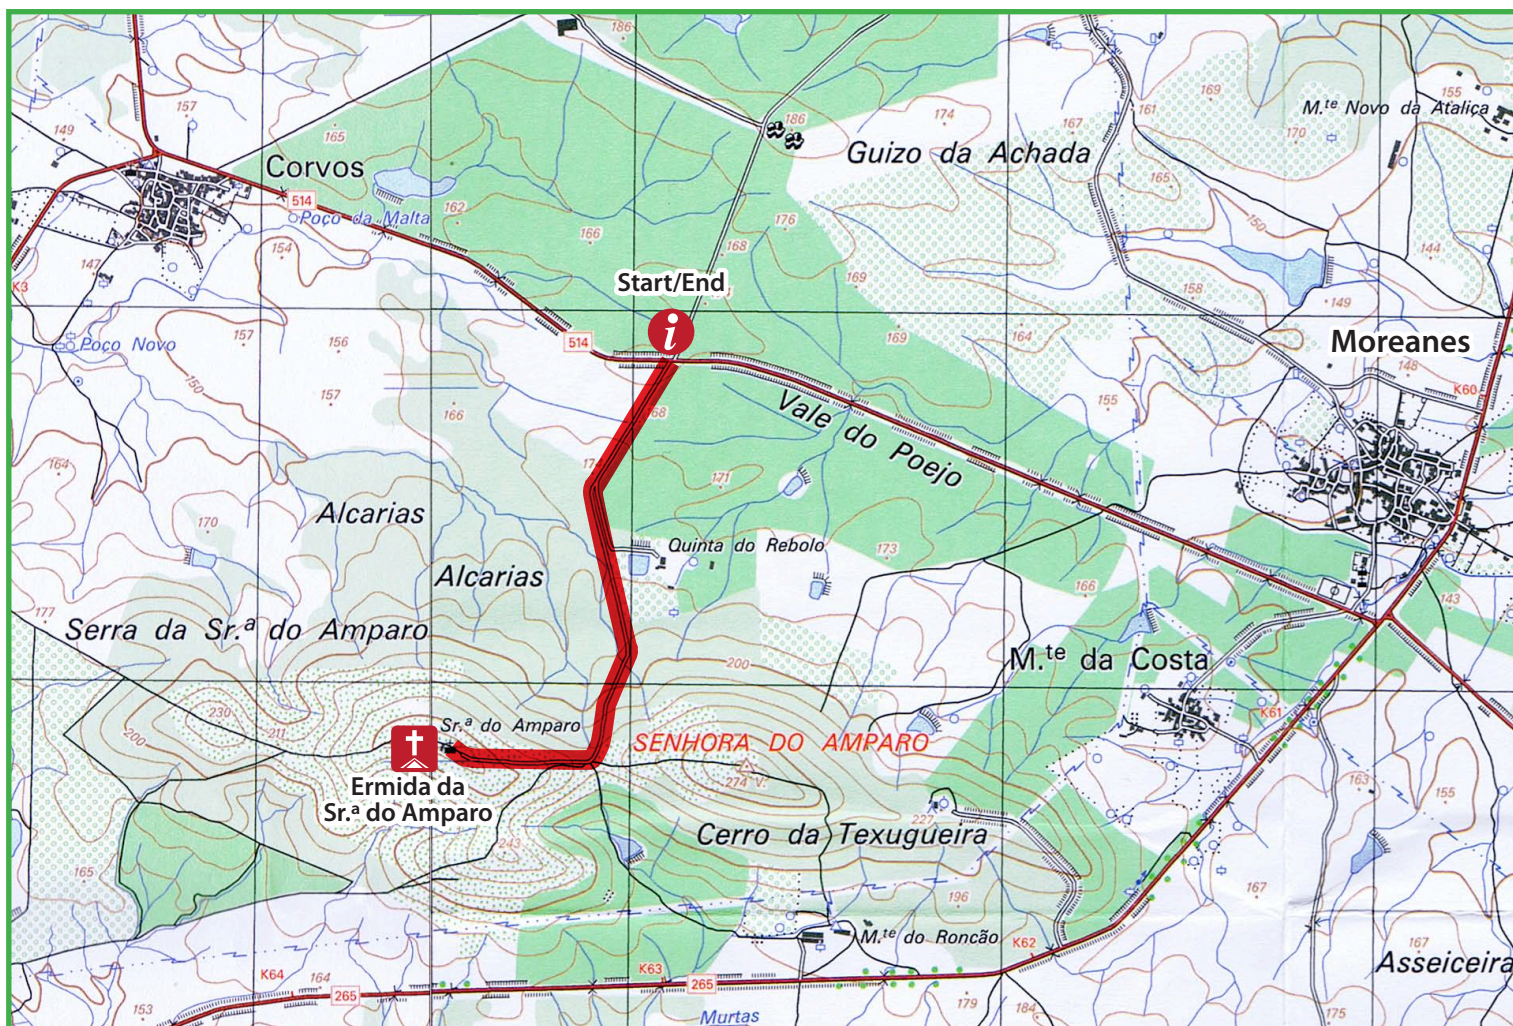 186
157
149
165
Corvos
514
Poço da Malta
162
166
154
147
K3
186
174
Guizo da Achada
176
168
169
161
167
169
165
170
155
M.te Novo da Ataliça
150
144
149
158
Start/End
i
157
156
Poço Novo
150
157
166
514
168
169
164
Moreanes
148
K60
155
Vale do Poejo
171
173
164
170
Alcarias
Alcarias
Quinta do Rebolo
166
143
177
Serra da Sr.ª do Amparo
200
M.te da Costa
K61
230
211
200
Sr.ª do Amparo
SENHORA DO AMPARO
274 V.
Ermida da
Sr.ª do Amparo
227
Cerro da Texugueira
243
165
196
163
155
167
M.te do Roncão
K62
167
Asseiceira
K64
164
265
K63
265
153
Murtas
179
184
175